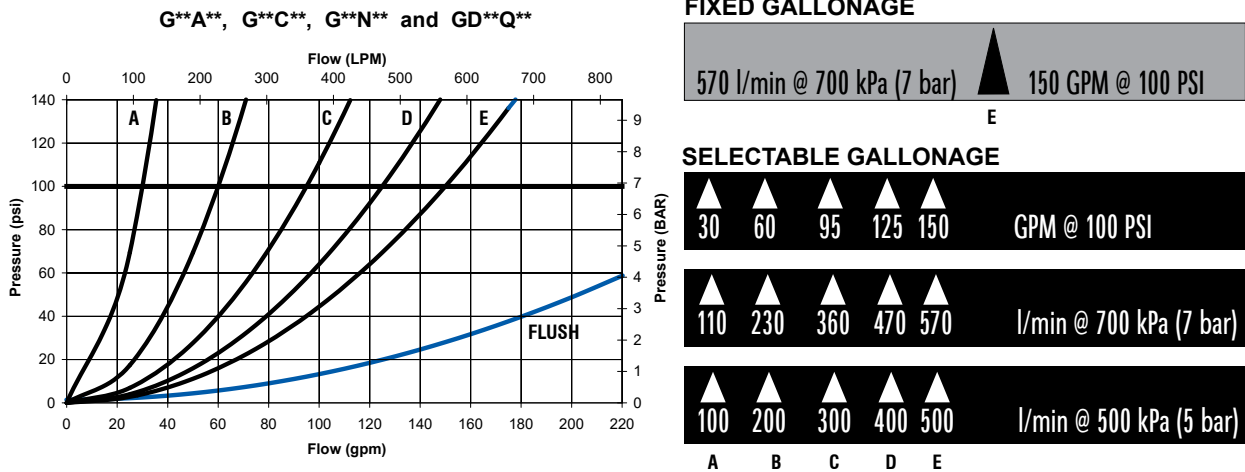 G**A**, G**C**, G**N** and GD**Q**
Flow (LPM)
0 100 200 300 400 500 600 700 800
140 120 100 80 60 40 20 0
Pressure (psi)
A B C D E
FLUSH
9 8 7 6 5 4 3 2 1 0
Pressure (BAR)
0 20 40 60 80 100 120 140 160 180 200 220
Flow (gpm)
FIXED GALLONAGE
570 l/min @ 700 kPa (7 bar) 150 GPM @ 100 PSI
E
SELECTABLE GALLONAGE
30 60 95 125 150 GPM @ 100 PSI
110 230 360 470 570 l/min @ 700 kPa (7 bar)
100 200 300 400 500 l/min @ 500 kPa (5 bar)
A B C D E